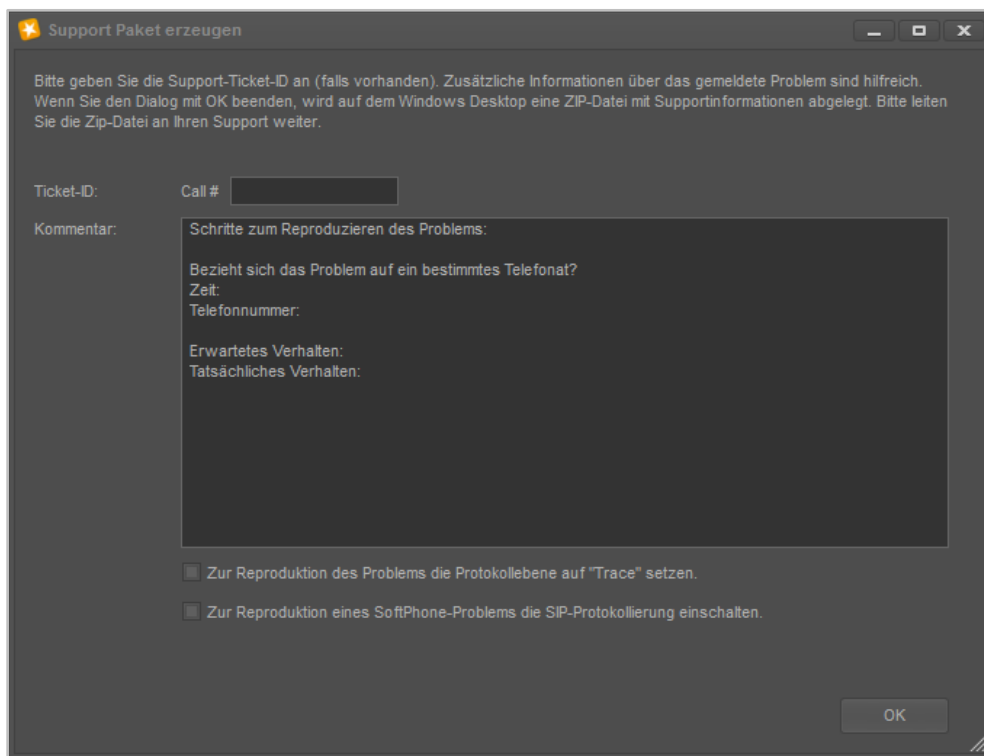 Support Paket erzeugen
Bitte geben Sie die Support-Ticket-ID an (falls vorhanden). Zusätzliche Informationen über das gemeldete Problem sind hilfreich.
Wenn Sie den Dialog mit OK beenden, wird auf dem Windows Desktop eine ZIP-Datei mit Supportinformationen abgelegt. Bitte leiten
Sie die Zip-Datei an Ihren Support weiter.
Ticket-ID: Call #
Kommentar:
Schritte zum Reproduzieren des Problems:
Bezieht sich das Problem auf ein bestimmtes Telefonat?
Zeit:
Telefonnummer:
Erwartetes Verhalten:
Tatsächliches Verhalten:
Zur Reproduktion des Problems die Protokollebene auf "Trace" setzen.
Zur Reproduktion eines SoftPhone-Problems die SIP-Protokollierung einschalten.
OK